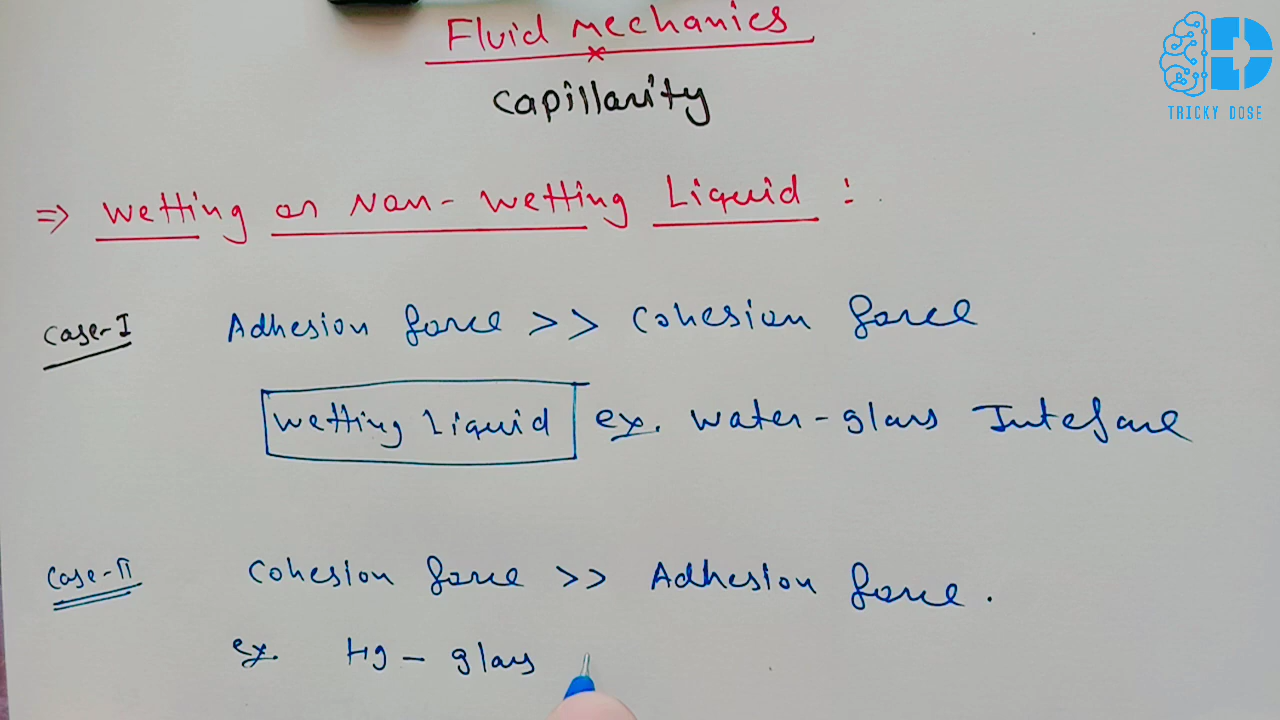 Fluid mechanics
TRICKY DOSE
Capillarity
⇒ Wetting or Non-Wetting Liquid :
Case-I Adhesion force >> Cohesion force
Wetting Liquid ex. Water-glass Inteface
Case-II Cohesion force >> Adhesion force.
ex. Hg - glass